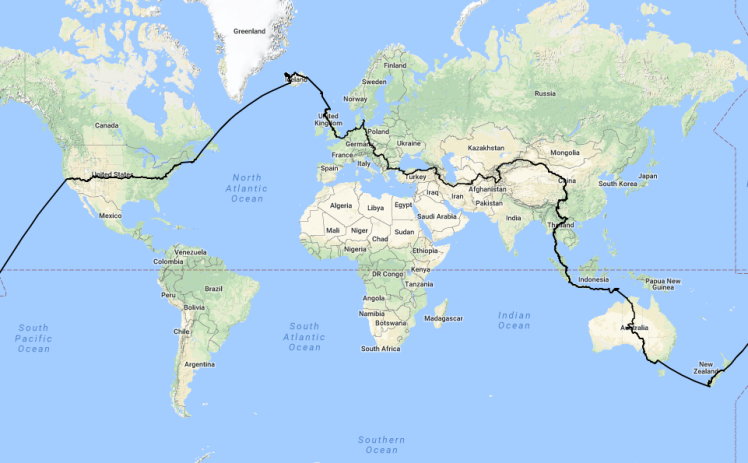 Greenland
Iceland
Finland
Sweden
Norway
Russia
Canada
United
Kingdom
Poland
Germany
Ukraine
Kazakhstan
Mongolia
France
Italy
Spain
Turkey
United States
North
Atlantic
Ocean
Iraq
Iran
Afghanistan
Pakistan
China
South Korea
Japan
Mexico
Algeria
Libya
Egypt
Saudi Arabia
India
Thailand
Mali
Niger
Chad
Sudan
Nigeria
Ethiopia
Venezuela
Colombia
DR Congo
Kenya
Tanzania
Indonesia
Papua New
Guinea
Peru
Brazil
Bolivia
Angola
Namibia
Botswana
Madagascar
South
Pacific
Ocean
Chile
South
Atlantic
Ocean
Indian
Ocean
Australia
South Africa
Argentina
New
Zealand
Southern
Ocean